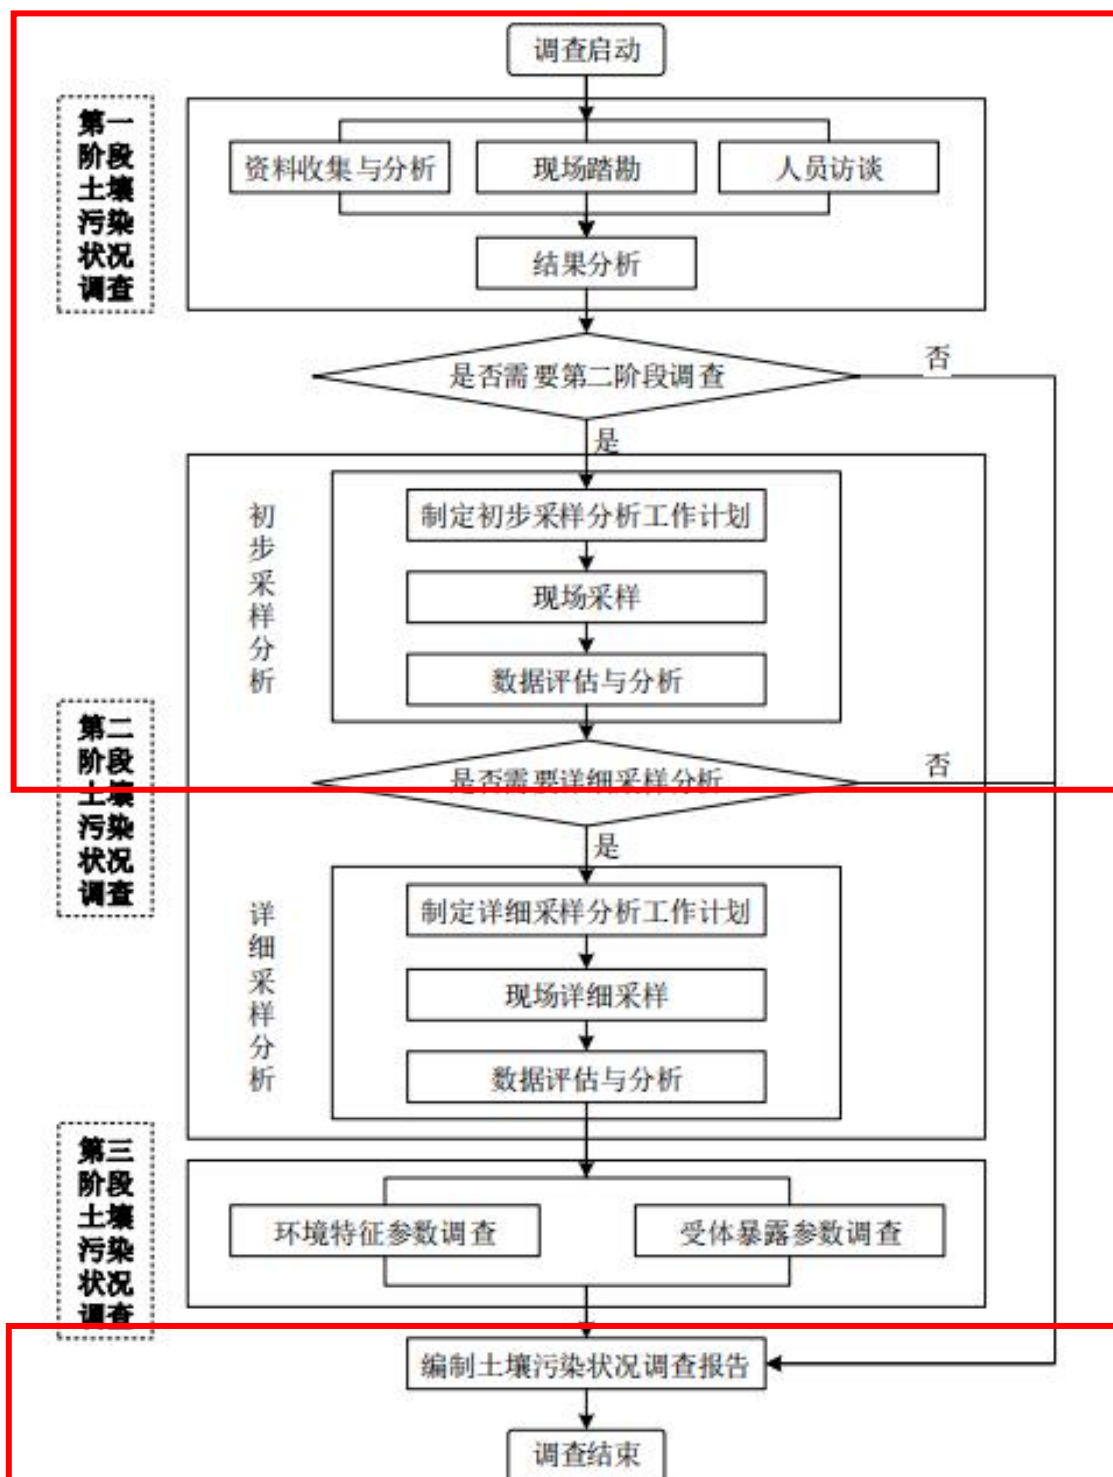 调查启动
第一
阶段
土壤
污染
状况
调查
资料收集与分析
现场踏勘
人员访谈
结果分析
是否需要第二阶段调查
否
是
初
步
采
样
分
析
制定初步采样分析工作计划
现场采样
数据评估与分析
第二
阶段
土壤
污染
状况
调查
是否需要详细采样分析
否
是
详
细
采
样
分
析
制定详细采样分析工作计划
现场详细采样
数据评估与分析
第三
阶段
土壤
污染
状况
调查
环境特征参数调查
受体暴露参数调查
编制土壤污染状况调查报告
调查结束